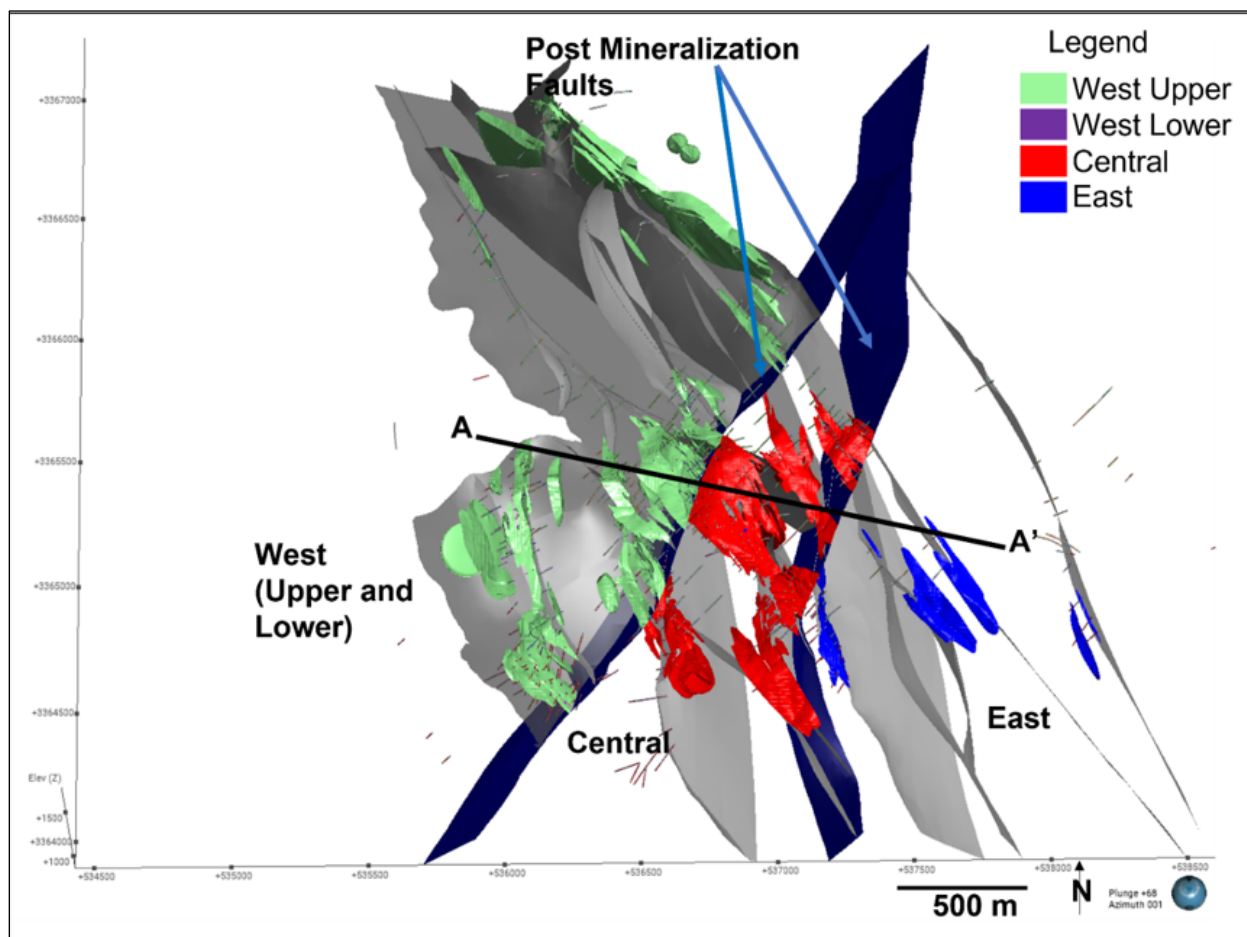 Post Mineralization
Faults
Legend
West Upper
West Lower
Central
East
+3367000
+3366500
+3366000
+3365500
+3365000
+3364500
Elev (Z)
+1500
+3364000
+1000
A
A'
West
(Upper and
Lower)
Central
East
+534500
+535000
+535500
+536000
+536500
+537000
+537500
+538000
+538500
500 m
N
Plunge +68
Azimuth 001